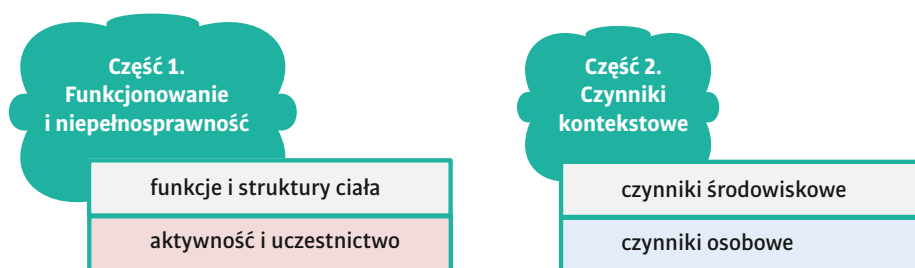 Część 1.
Funkcjonowanie
i niepełnosprawność
funkcje i struktury ciała
aktywność i uczestnictwo
Część 2.
Czynniki
kontekstowe
czynniki środowiskowe
czynniki osobowe